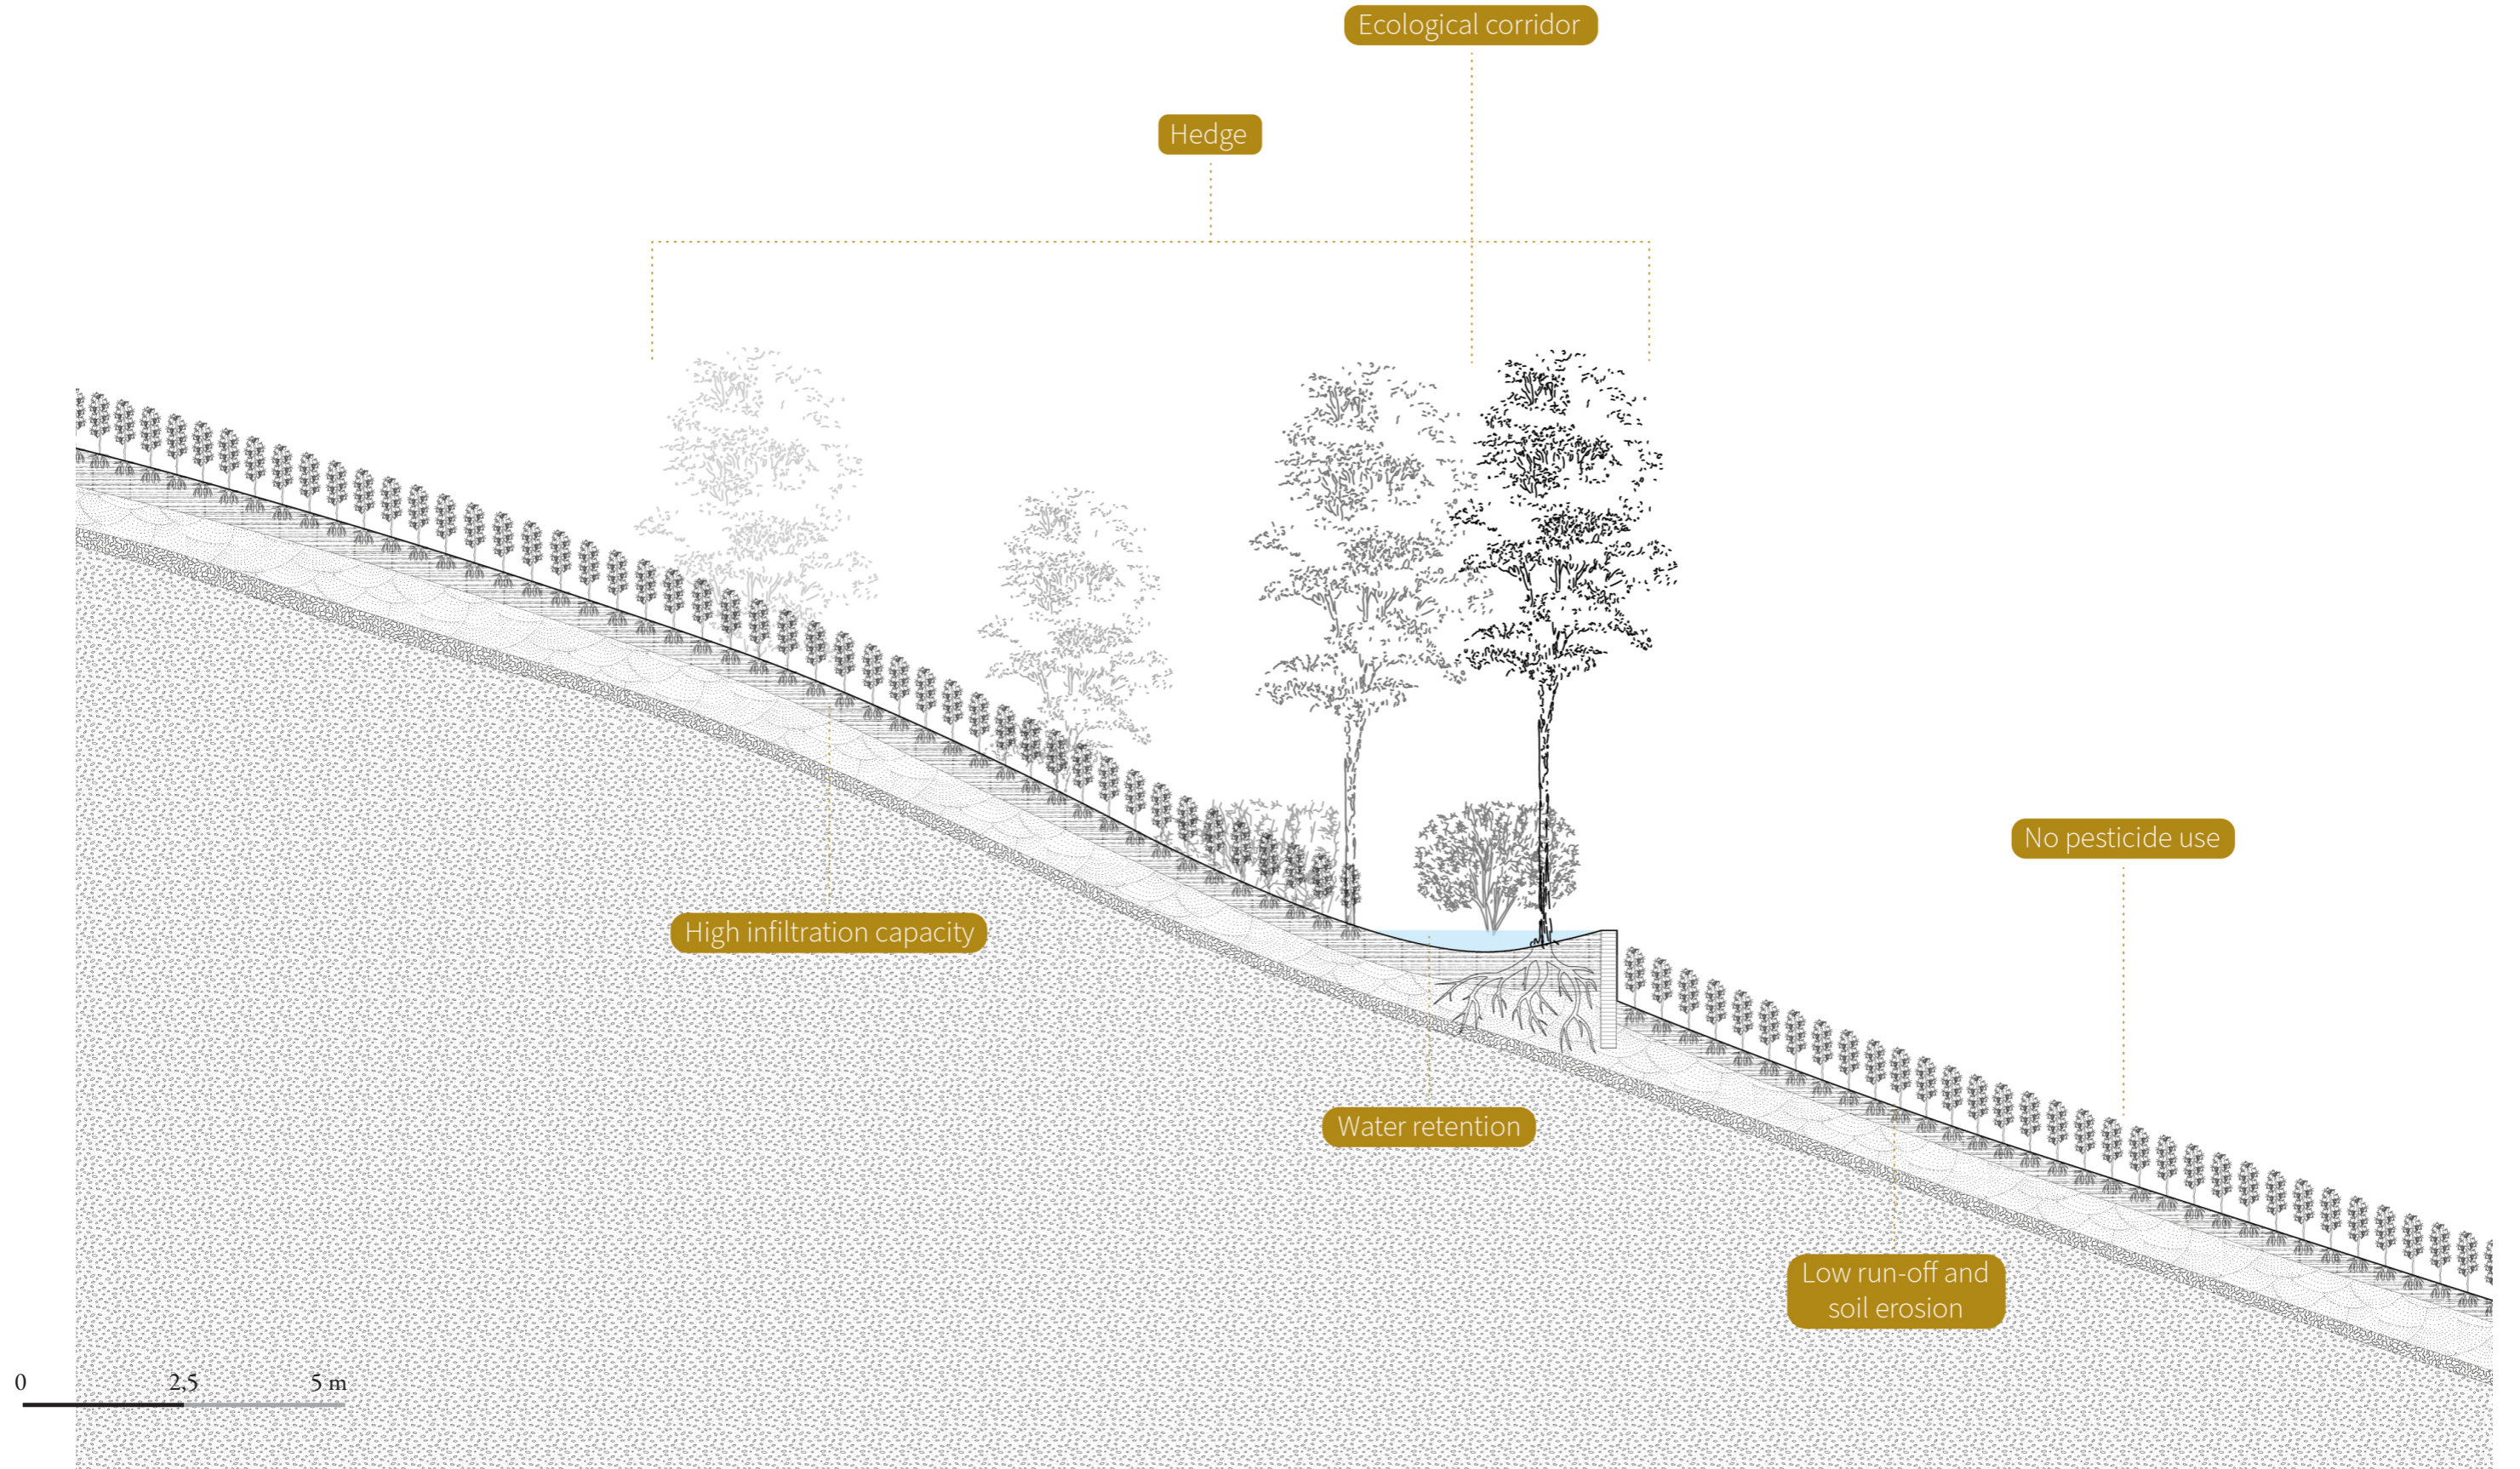 Ecological corridor
Hedge
No pesticide use
High infiltration capacity
Water retention
Low run-off and
soil erosion
0 2,5 5 m